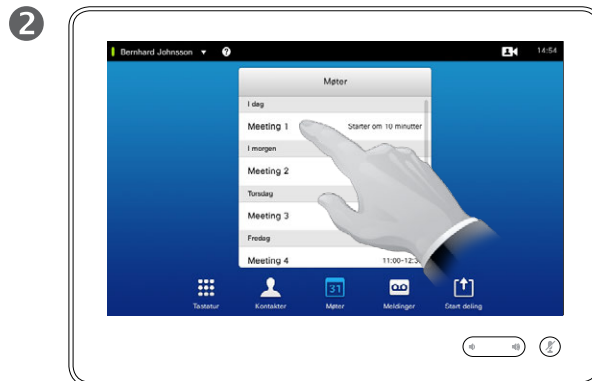 2
Bernhard Johnsson
?
14:54
Møter
I dag
Meeting 1 Starter om 10 minutter
I morgen
Meeting 2
Torsdag
Meeting 3
Fredag
Meeting 4 11:00-12:30
31
Tastatur Kontakter Møter Meldinger Start deling